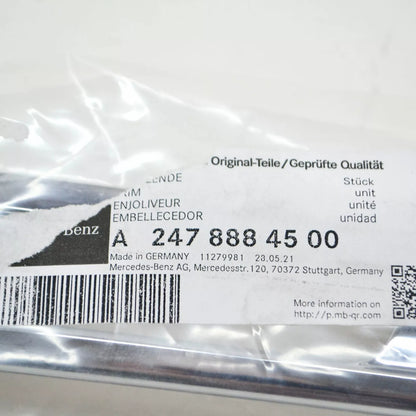 Original-Teile/Geprüfte Qualität
ENDE Stück
RIM unit
ENJOLIVEUR unité
EMBELLECEDOR unidad
Benz
A 247 888 45 00
Made in GERMANY 11279981 28.05.21
Mercedes-Benz AG, Mercedesstr.120, 70372 Stuttgart, Germany
More information on
http://p.mb-qr.com/